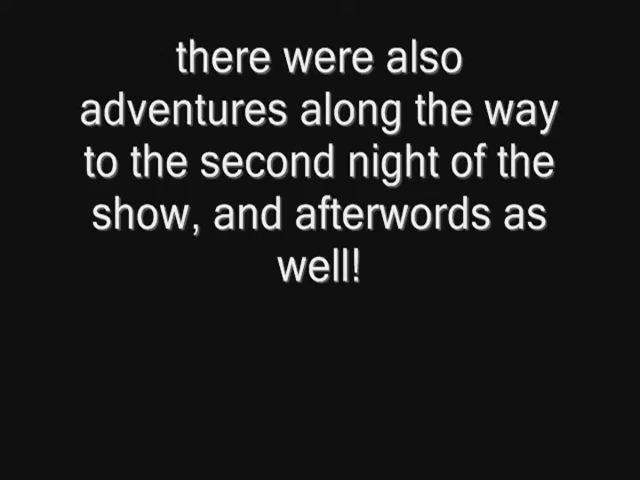 there were also
adventures along the way
to the second night of the
show, and afterwords as
well!